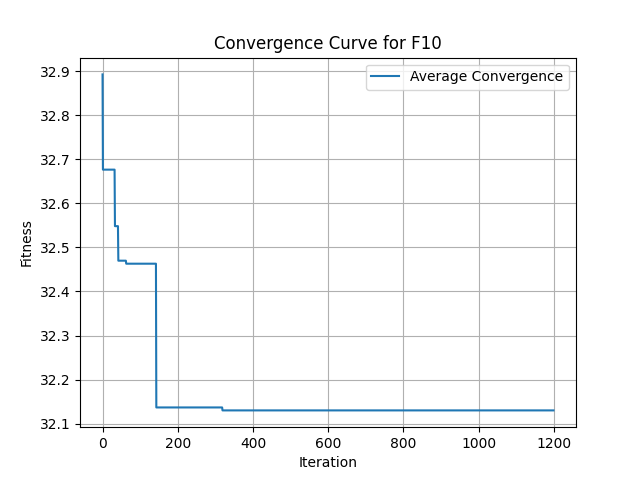 Convergence Curve for F10
Average Convergence
32.9
32.8
32.7
32.6
32.5
32.4
32.3
32.2
32.1
Fitness
0 200 400 600 800 1000 1200
Iteration